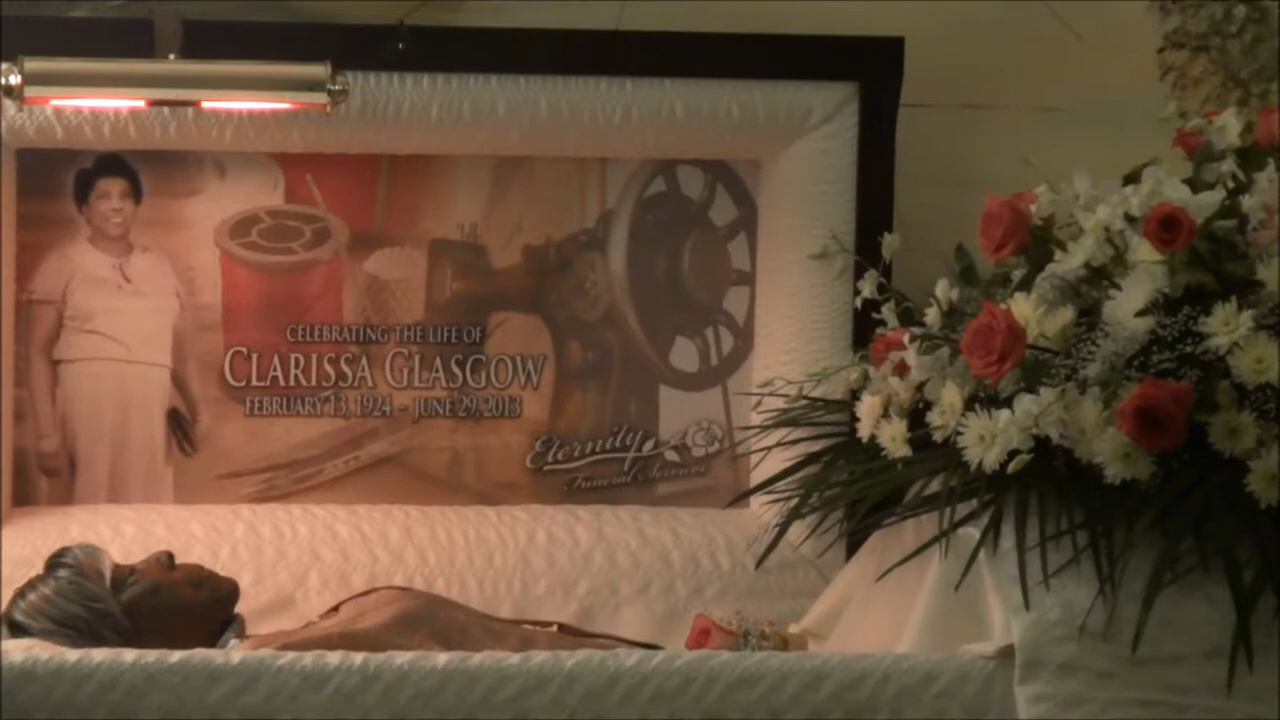 CELEBRATING THE LIFE OF
CLARISSA GLASGOW
FEBRUARY 13, 1924 - JUNE 29, 2013
Eternity
Funeral Services